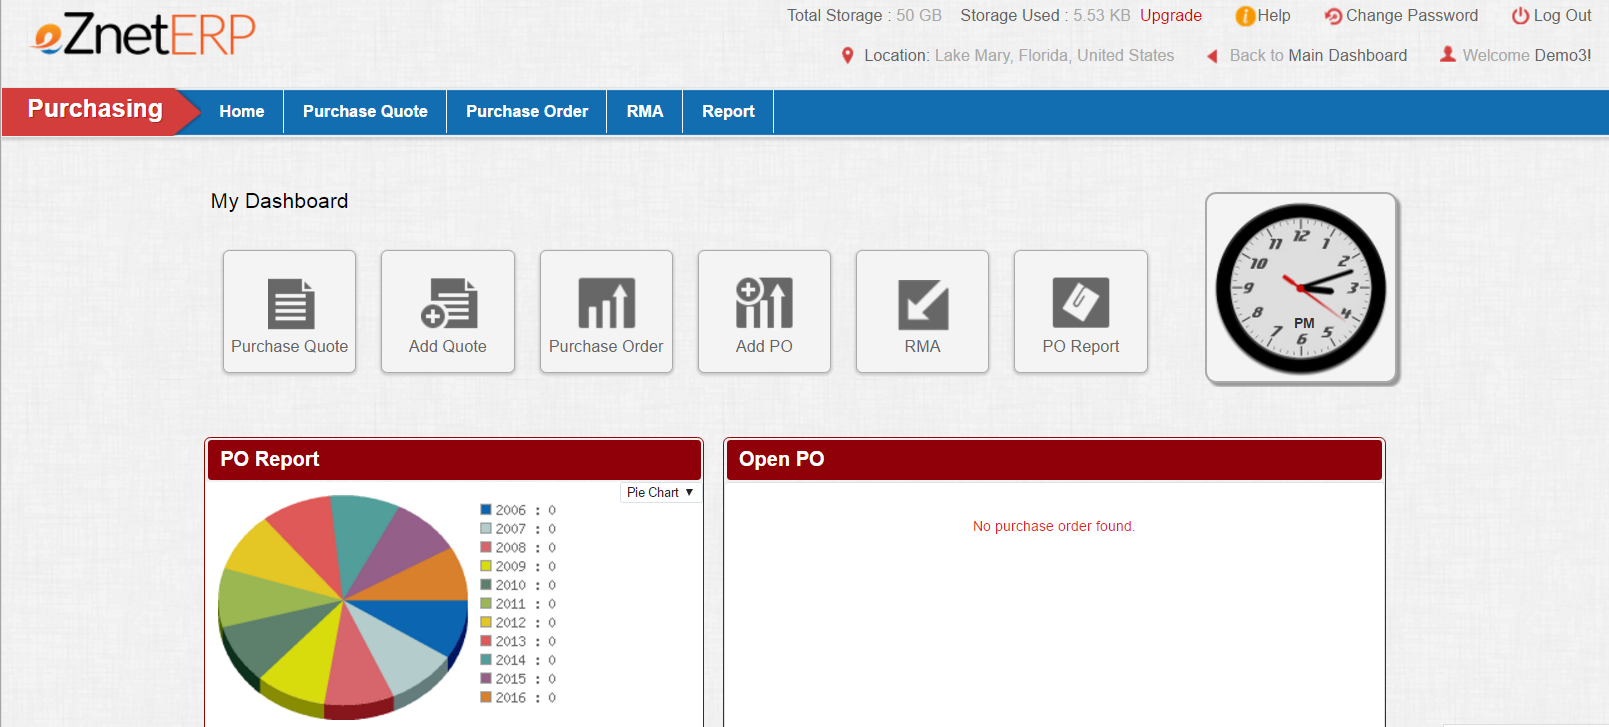 eZnetERP
Total Storage : 50 GB Storage Used : 5.53 KB Upgrade Help Change Password Log Out
Location: Lake Mary, Florida, United States Back to Main Dashboard Welcome Demo3!
Purchasing Home Purchase Quote Purchase Order RMA Report
My Dashboard
Purchase Quote Add Quote Purchase Order Add PO RMA PO Report
12
1
2
3
4
5
6
7
8
9
10
11
PM
PO Report
Pie Chart ▼
2006 : 0
2007 : 0
2008 : 0
2009 : 0
2010 : 0
2011 : 0
2012 : 0
2013 : 0
2014 : 0
2015 : 0
2016 : 0
Open PO
No purchase order found.